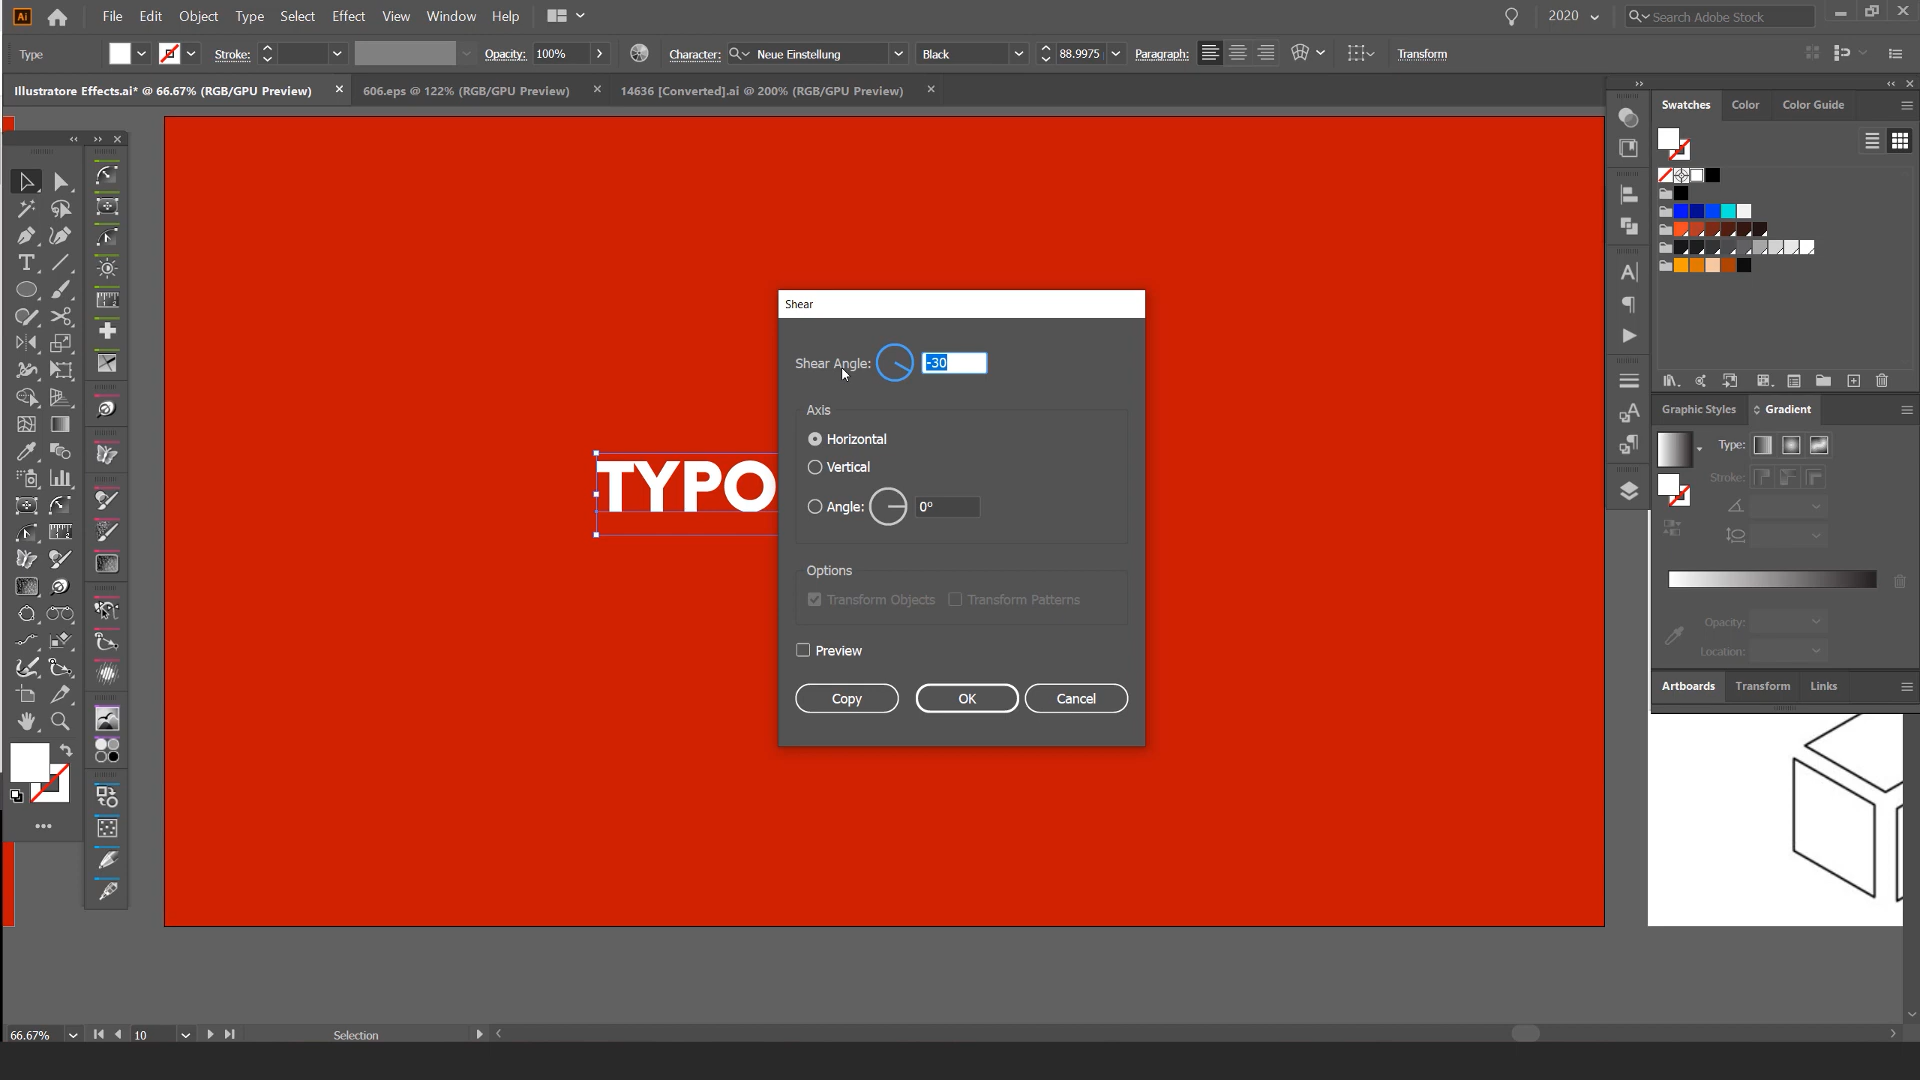 Ai File Edit Object Type Select Effect View Window Help 2020 Search Adobe Stock
Type Stroke: Opacity: 100% Character: Neue Einstellung Black 88.9975 Paragraph: Transform
Illustratore Effects.ai* @ 66.67% (RGB/GPU Preview) 606.eps @ 122% (RGB/GPU Preview) 14636 [Converted].ai @ 200% (RGB/GPU Preview)
Swatches Color Color Guide
Shear
Shear Angle: -30
Axis
Horizontal
Vertical
Angle: 0°
Options
Transform Objects Transform Patterns
Preview
Copy OK Cancel
TYPO
Graphic Styles Gradient
Type:
Stroke:
Opacity:
Location:
Artboards Transform Links
66.67% 10 Selection